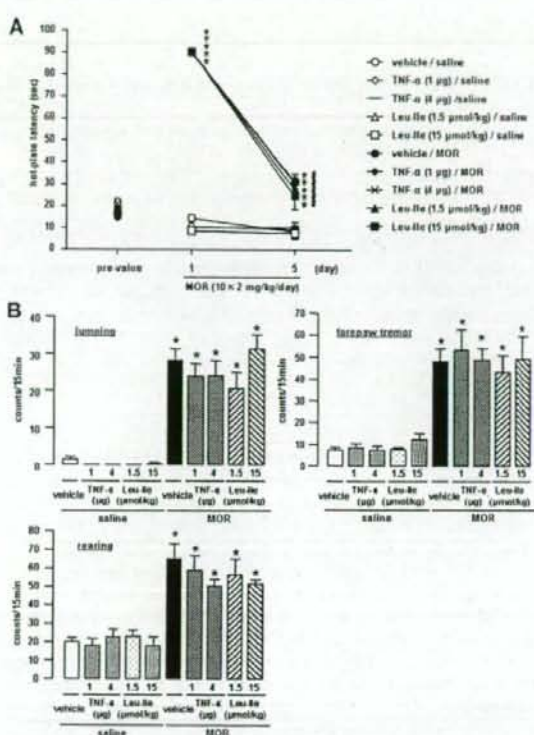 A
hot-plate latency (sec)
100
90
80
70
60
50
40
30
20
10
0
pre-value
1
5
(day)
MOR (10 × 2 mg/kg/day)
vehicle / saline
TNF-α (1 μg) / saline
TNF-α (4 μg) /saline
Leu-Ile (1.5 μmol/kg) / saline
Leu-Ile (15 μmol/kg) / saline
vehicle / MOR
TNF-α (1 μg) / MOR
TNF-α (4 μg) / MOR
Leu-Ile (1.5 μmol/kg) / MOR
Leu-Ile (15 μmol/kg) / MOR
B
jumping
counts/15min
40
30
20
10
0
* * * * *
1 4 1.5 15 1 4 1.5 15
vehicle TNF-α Leu-Ile vehicle TNF-α Leu-Ile
(μg) (μmol/kg) (μg) (μmol/kg)
saline MOR
forepaw tremor
counts/15min
70
60
50
40
30
20
10
0
* * * * *
1 4 1.5 15 1 4 1.5 15
vehicle TNF-α Leu-Ile vehicle TNF-α Leu-Ile
(μg) (μmol/kg) (μg) (μmol/kg)
saline MOR
rearing
counts/15min
80
70
60
50
40
30
20
10
0
* * * * *
1 4 1.5 15 1 4 1.5 15
vehicle TNF-α Leu-Ile vehicle TNF-α Leu-Ile
(μg) (μmol/kg) (μg) (μmol/kg)
saline MOR